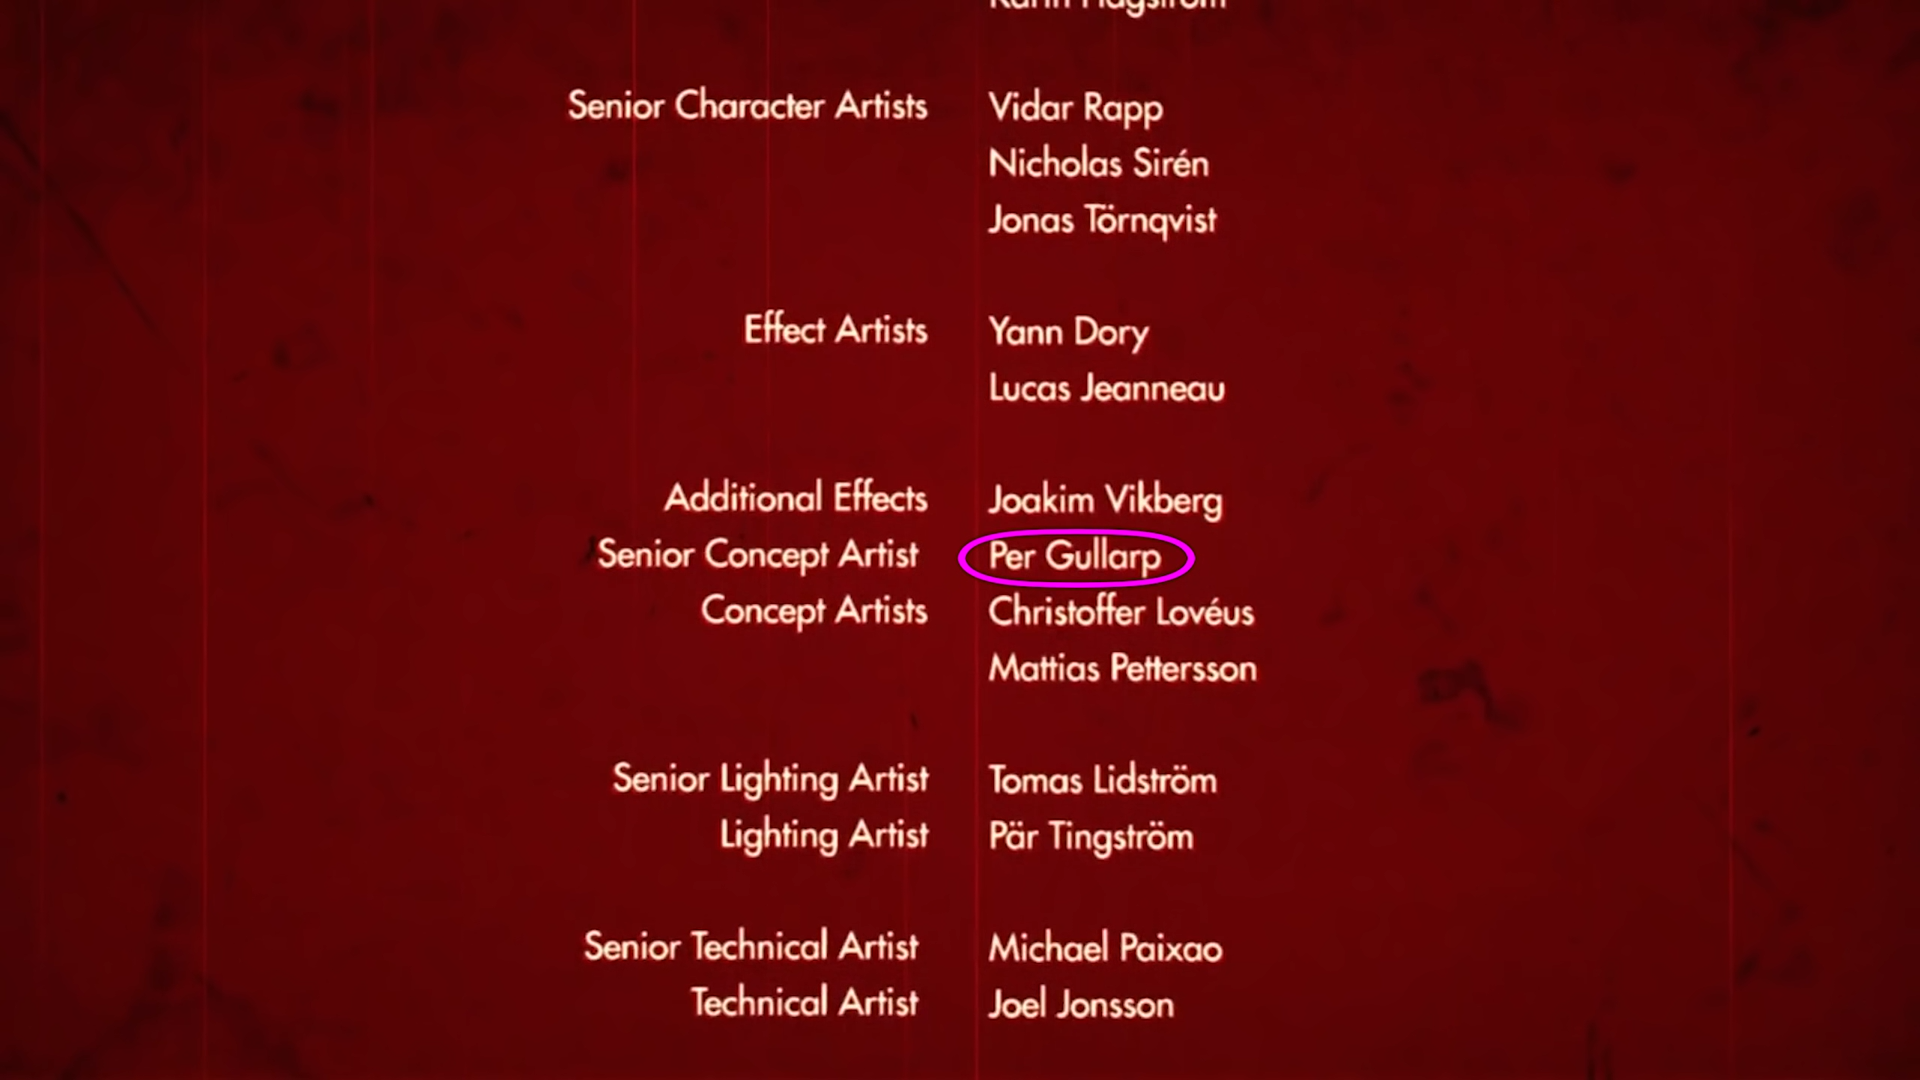 Karin Hagström
Senior Character Artists Vidar Rapp
Nicholas Sirén
Jonas Törnqvist
Effect Artists Yann Dory
Lucas Jeanneau
Additional Effects Joakim Vikberg
Senior Concept Artist Per Gullarp
Concept Artists Christoffer Lovéus
Mattias Pettersson
Senior Lighting Artist Tomas Lidström
Lighting Artist Pär Tingström
Senior Technical Artist Michael Paixao
Technical Artist Joel Jonsson